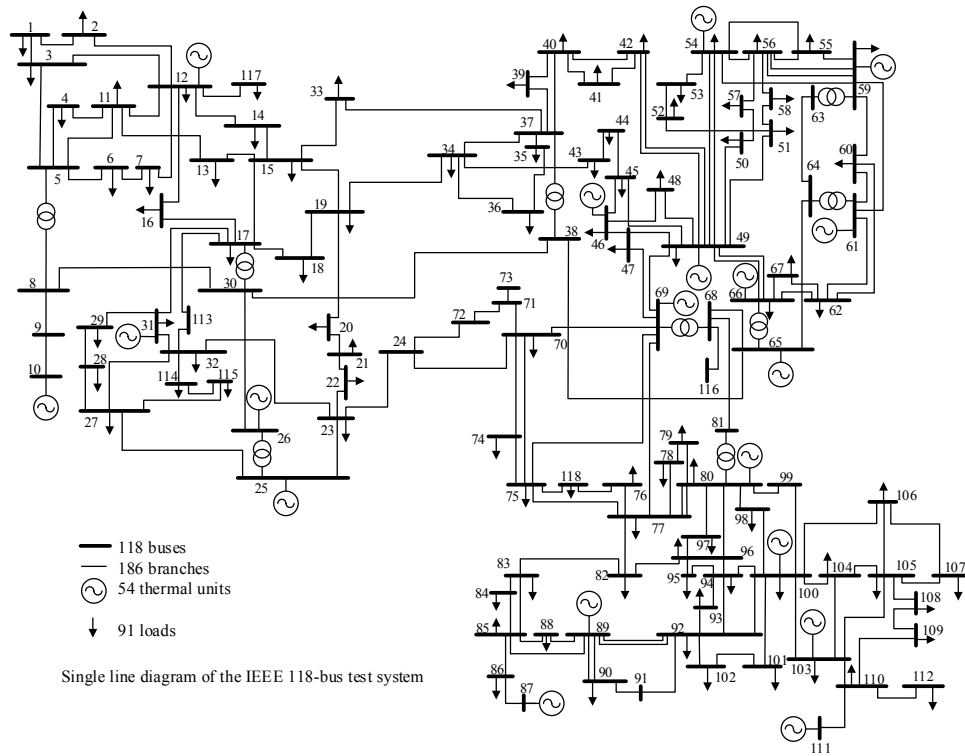 1 2 3 4 11 12 117 14 5 6 7 13 15
16 17 18 19 33 34 8 30 9 10
29 31 113 28 32 114 115 27 26 25
20 21 22 23 24 72 73 71 70 74 75
40 42 39 41 37 35 43 44 36 45 46 47 48 38
54 56 55 53 52 57 58 59 50 51 63 60 64 61
49 67 66 62 65 69 68 116
81 79 78 80 99 118 76 77 98 97 96
83 82 95 94 84 93 85 88 89 92
86 87 90 91 102 101 100 103
104 105 106 107 108 109 110 112 111
118 buses
186 branches
54 thermal units
91 loads
Single line diagram of the IEEE 118-bus test system